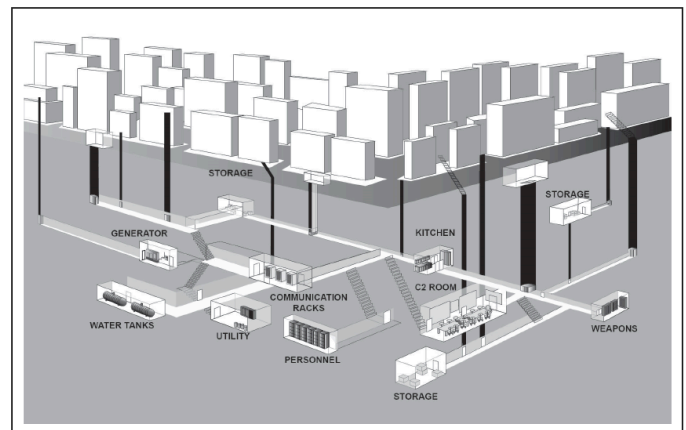 STORAGE
STORAGE
GENERATOR
KITCHEN
C2 ROOM
COMMUNICATION
RACKS
WATER TANKS
UTILITY
WEAPONS
PERSONNEL
STORAGE